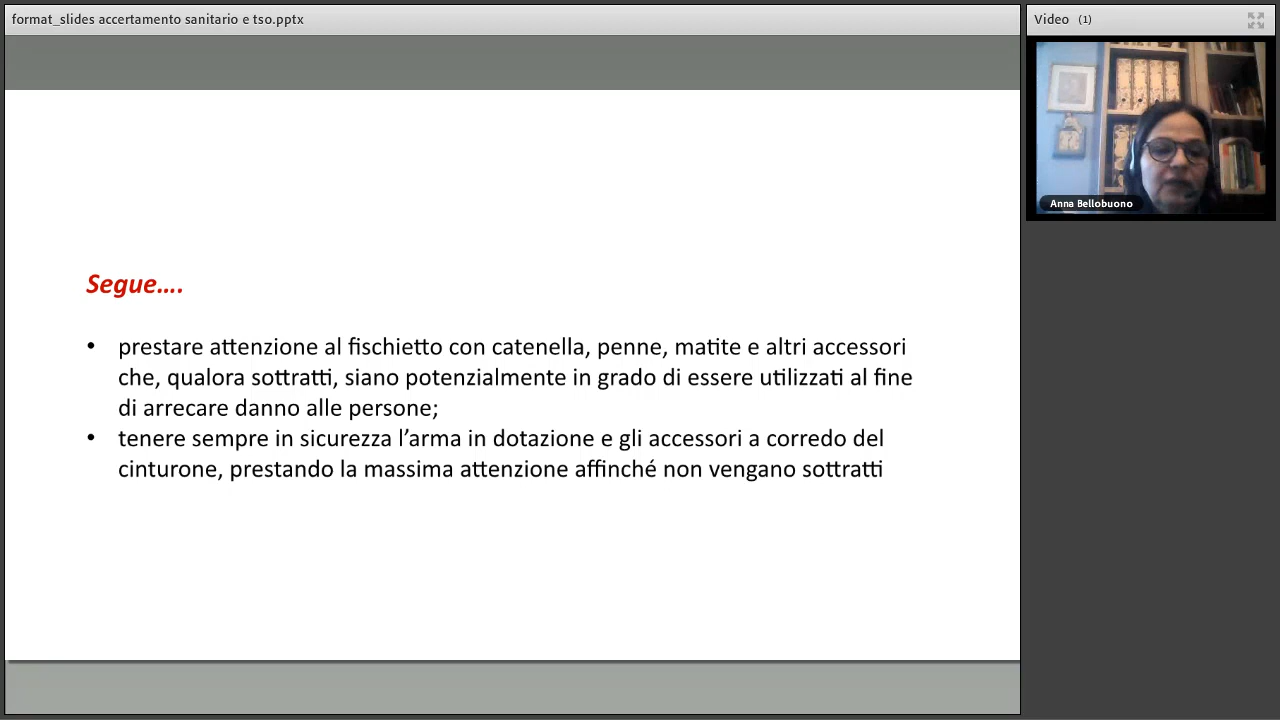 format_slides accertamento sanitario e tso.pptx
Video (1)
Anna Bellobuono
Segue....
• prestare attenzione al fischietto con catenella, penne, matite e altri accessori
che, qualora sottratti, siano potenzialmente in grado di essere utilizzati al fine
di arrecare danno alle persone;
• tenere sempre in sicurezza l’arma in dotazione e gli accessori a corredo del
cinturone, prestando la massima attenzione affinché non vengano sottratti